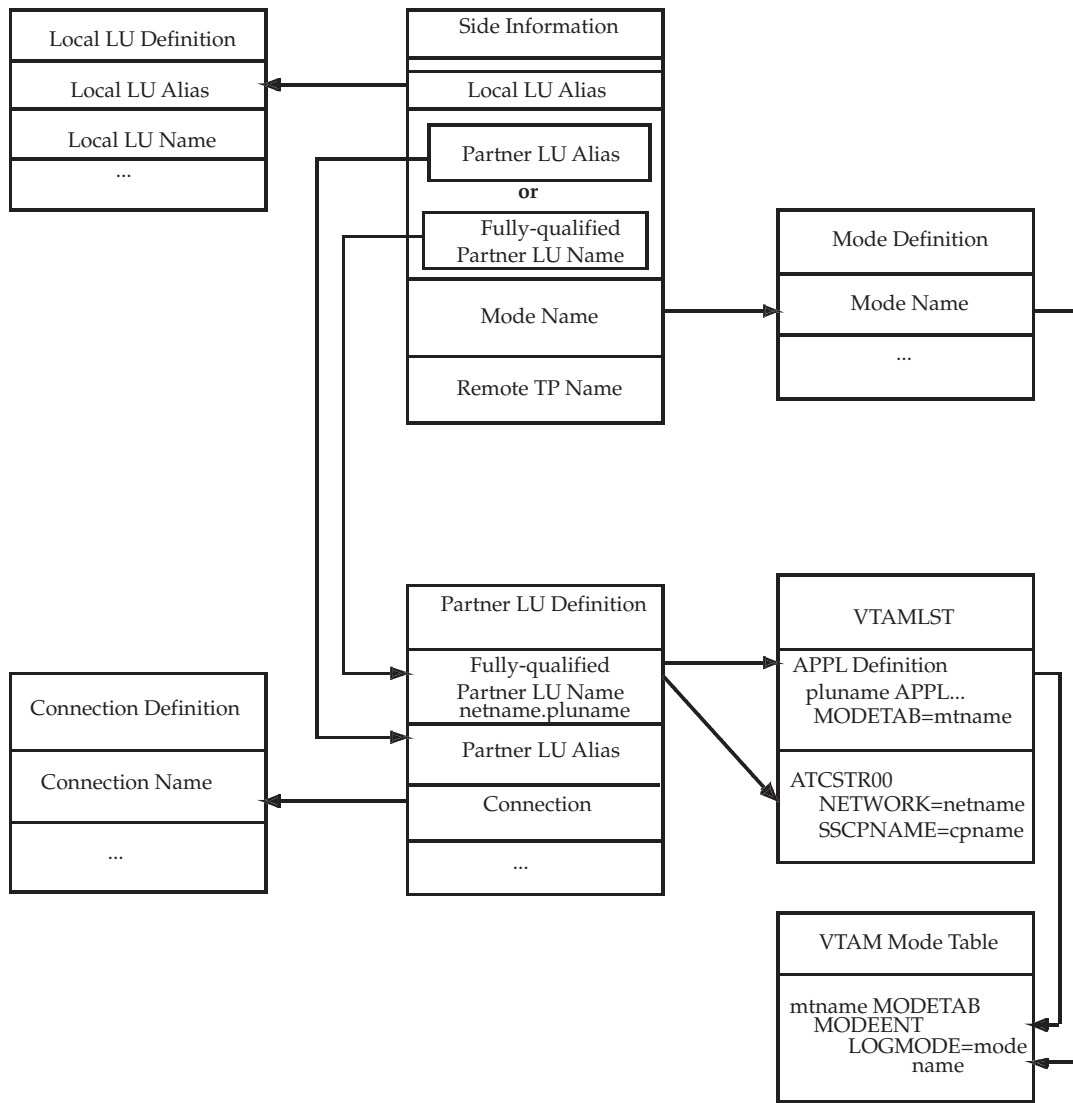 Local LU Definition
Local LU Alias
Local LU Name
...
Side Information
Local LU Alias
Partner LU Alias
or
Fully-qualified
Partner LU Name
Mode Name
Remote TP Name
Mode Definition
Mode Name
...
Connection Definition
Connection Name
...
Partner LU Definition
Fully-qualified
Partner LU Name
netname.pluname
Partner LU Alias
Connection
...
VTAMLST
APPL Definition
pluname APPL...
MODETAB=mtname
ATCSTR00
NETWORK=netname
SSCPNAME=cpname
VTAM Mode Table
mtname MODETAB
MODEENT
LOGMODE=mode
name